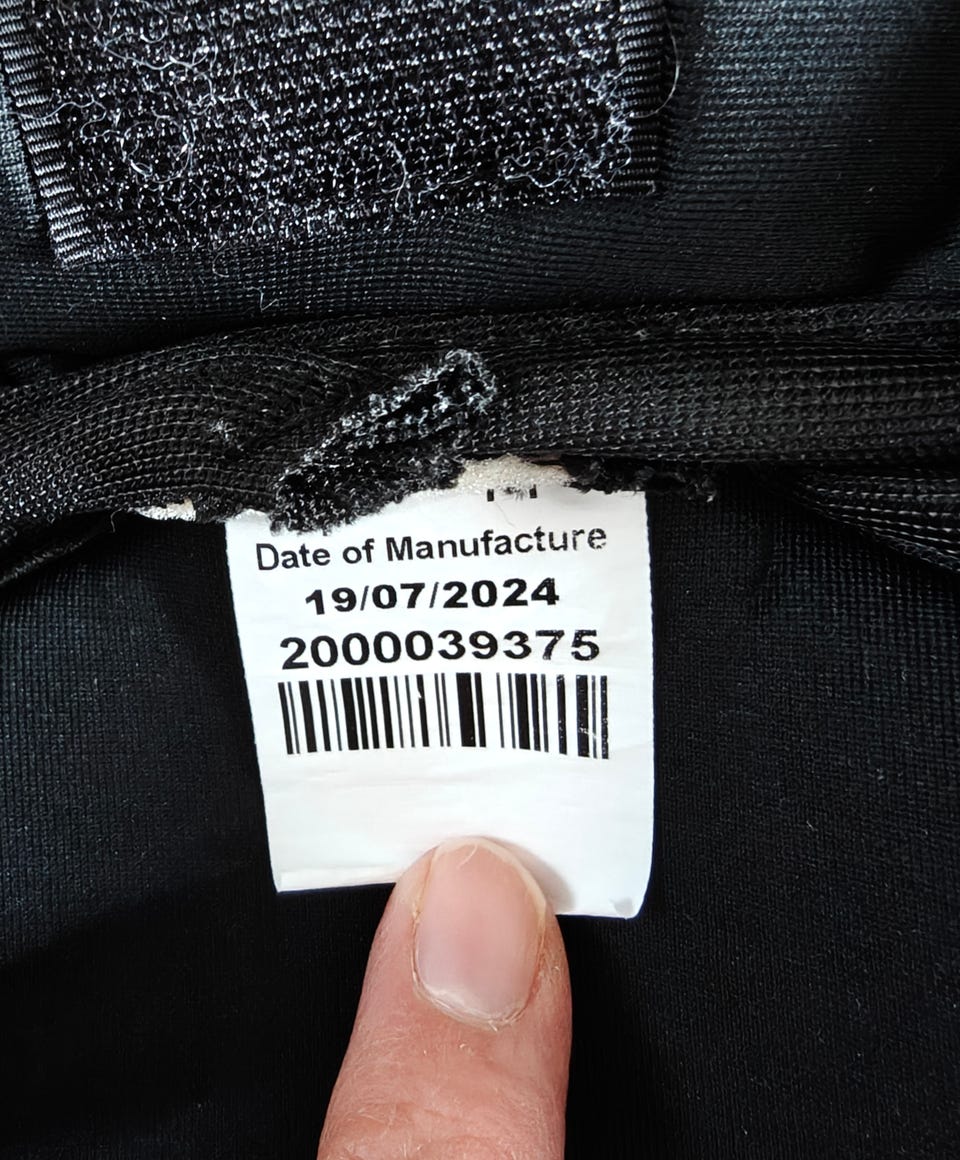 Date of Manufacture
19/07/2024
2000039375